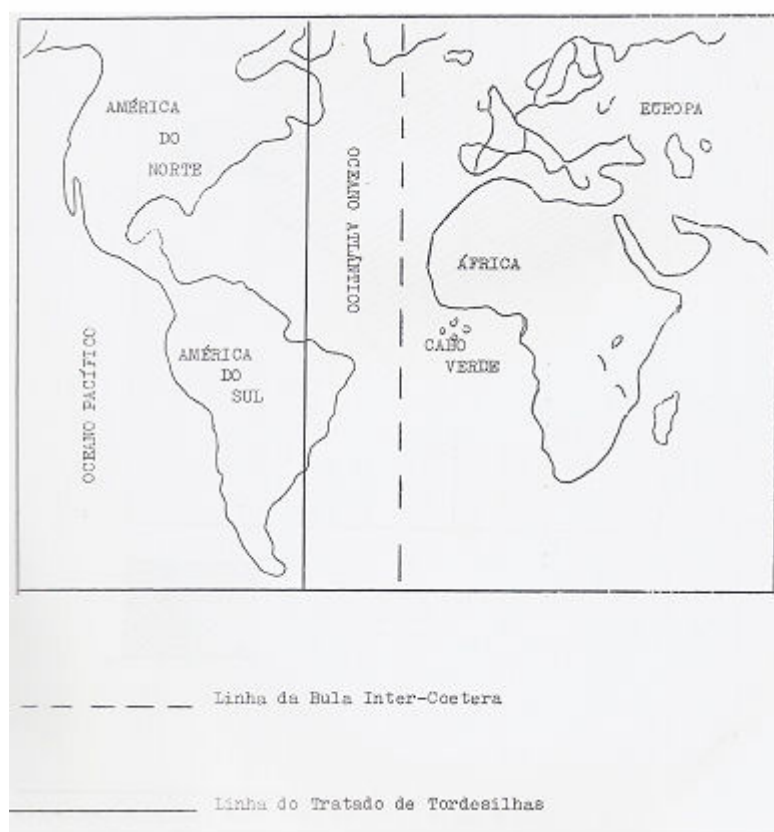 AMÉRICA
DO
NORTE
OCEANO ATLÂNTICO
EUROPA
ÁFRICA
CABO
VERDE
AMÉRICA
DO
SUL
OCEANO PACÍFICO
Linha da Bula Inter-Coetera
Linha do Tratado de Tordesilhas